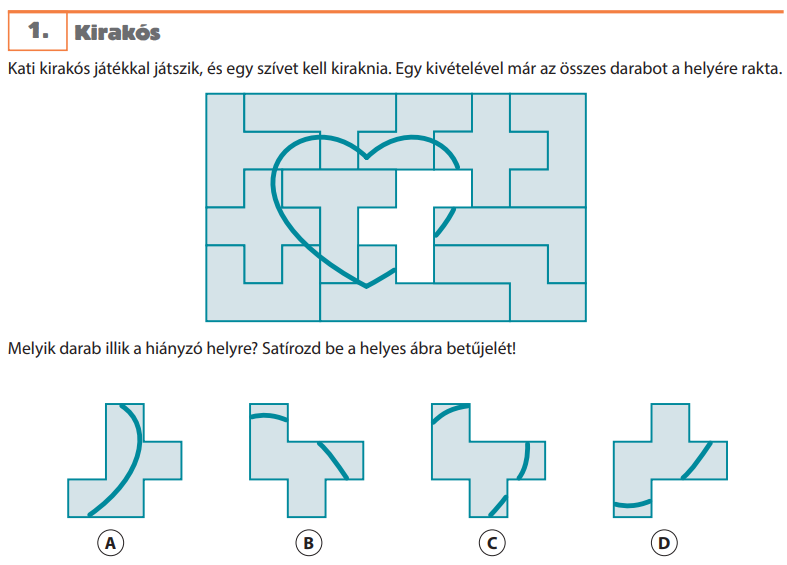 1. Kirakós
Kati kirakós játékkal játszik, és egy szívet kell kiraknia. Egy kivételével már az összes darabot a helyére rakta.
Melyik darab illik a hiányzó helyre? Satírozd be a helyes ábra betűjelét!
A B C D